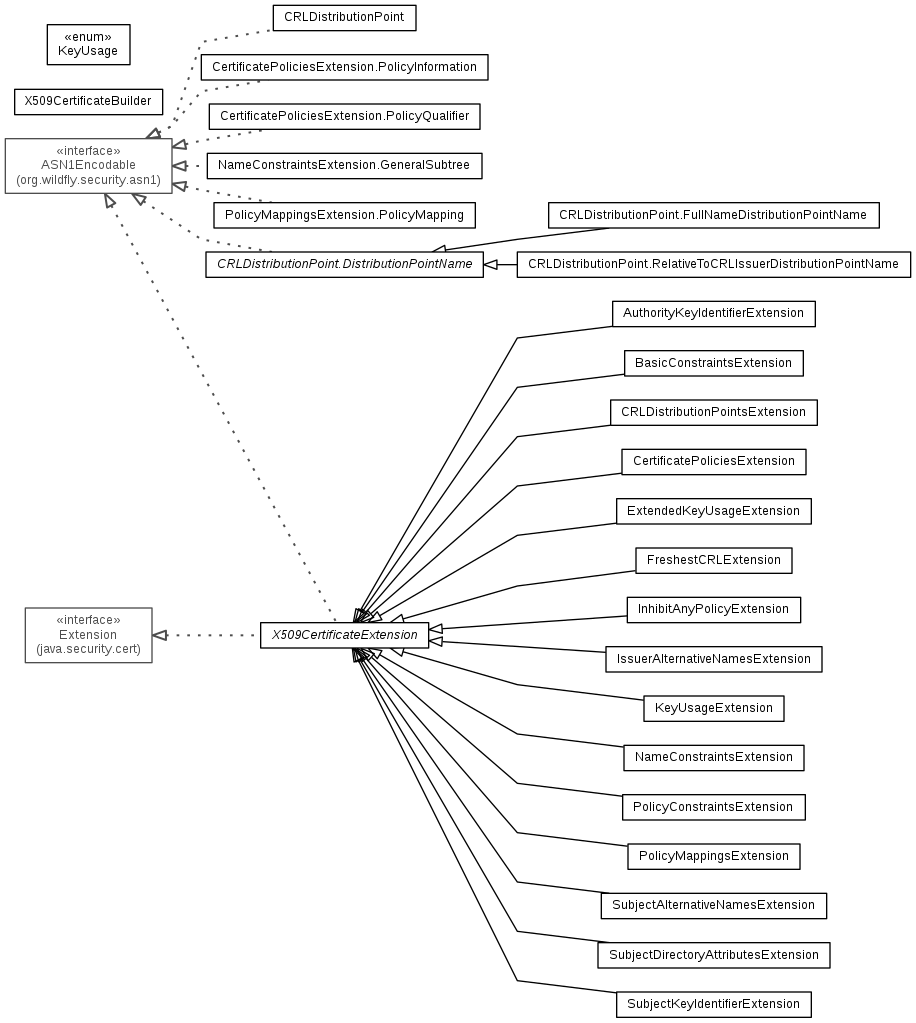 CRLDistributionPoint
«enum»
KeyUsage
CertificatePoliciesExtension.PolicyInformation
X509CertificateBuilder
CertificatePoliciesExtension.PolicyQualifier
«interface»
ASN1Encodable
(org.wildfly.security.asn1)
NameConstraintsExtension.GeneralSubtree
PolicyMappingsExtension.PolicyMapping
CRLDistributionPoint.FullNameDistributionPointName
CRLDistributionPoint.DistributionPointName
CRLDistributionPoint.RelativeToCRLIssuerDistributionPointName
AuthorityKeyIdentifierExtension
BasicConstraintsExtension
CRLDistributionPointsExtension
CertificatePoliciesExtension
ExtendedKeyUsageExtension
FreshestCRLExtension
InhibitAnyPolicyExtension
«interface»
Extension
(java.security.cert)
X509CertificateExtension
IssuerAlternativeNamesExtension
KeyUsageExtension
NameConstraintsExtension
PolicyConstraintsExtension
PolicyMappingsExtension
SubjectAlternativeNamesExtension
SubjectDirectoryAttributesExtension
SubjectKeyIdentifierExtension